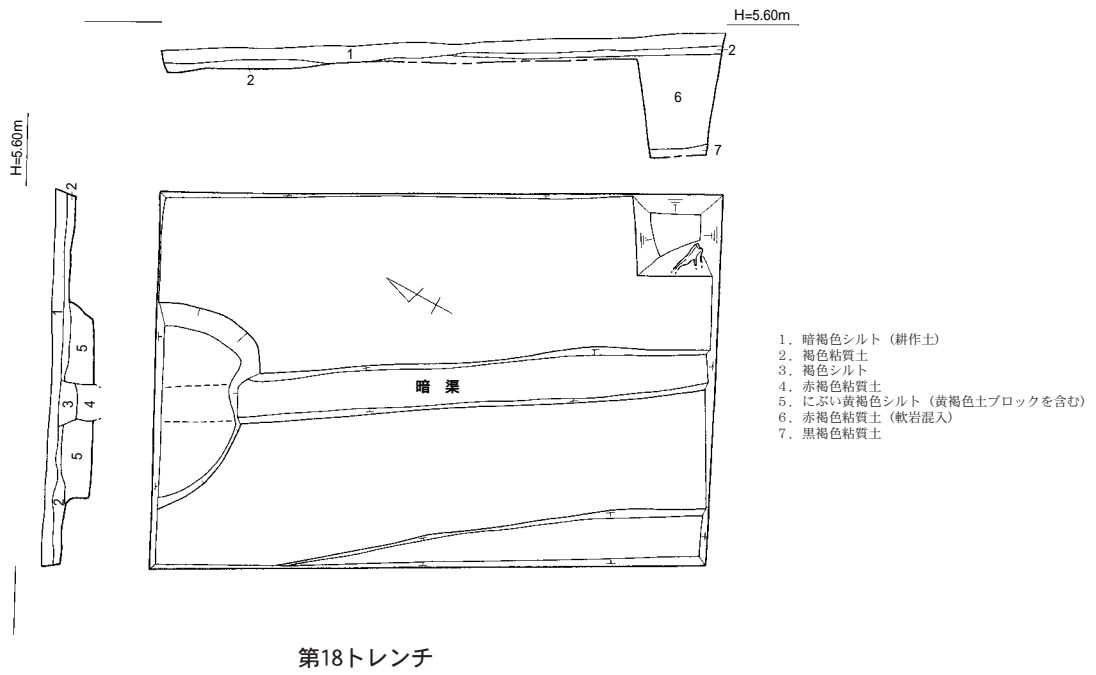 H=5.60m
1
2
2
6
7
H=5.60m
2
1
5
3
4
5
2
暗 渠
1．暗褐色シルト（耕作土）
2．褐色粘質土
3．褐色シルト
4．赤褐色粘質土
5．にぶい黄褐色シルト（黄褐色土ブロックを含む）
6．赤褐色粘質土（軟岩混入）
7．黒褐色粘質土
第18トレンチ